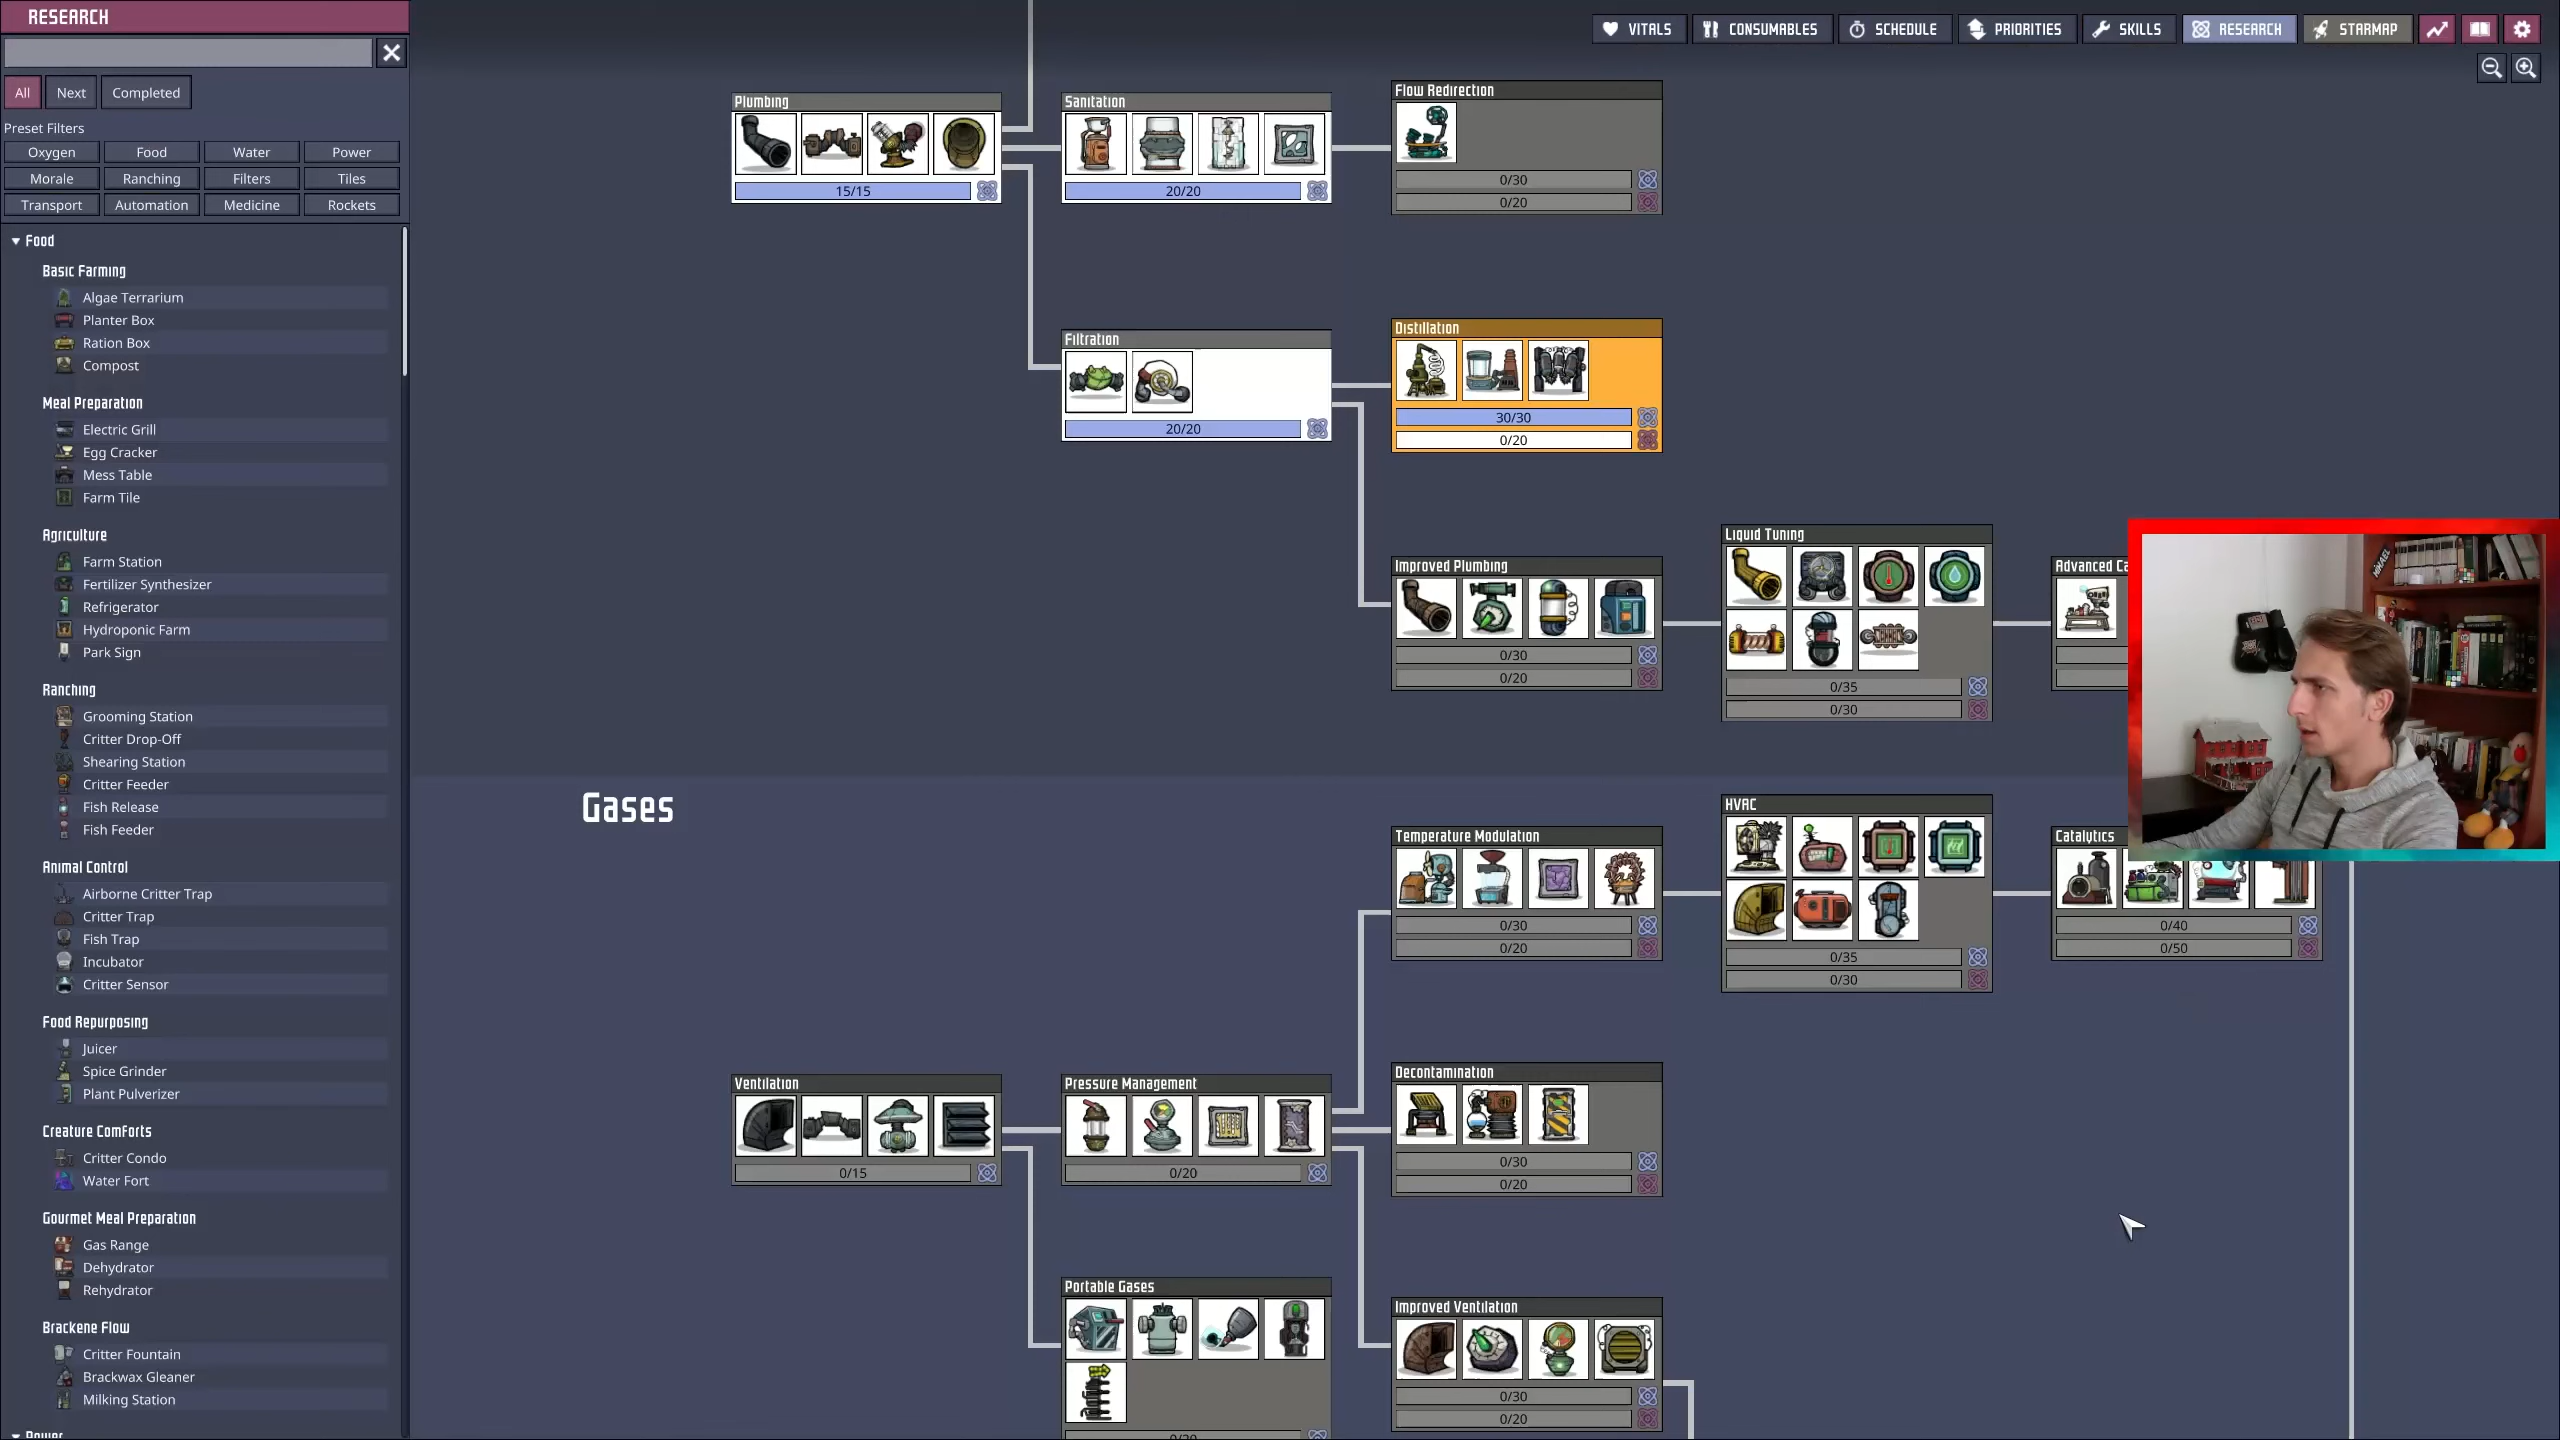 RESEARCH
VITALS
CONSUMABLES
SCHEDULE
PRIORITIES
SKILLS
RESEARCH
STARMAP
All
Next
Completed
Preset Filters
Oxygen
Food
Water
Power
Morale
Ranching
Filters
Tiles
Transport
Automation
Medicine
Rockets
Food
Basic Farming
Algae Terrarium
Planter Box
Ration Box
Compost
Meal Preparation
Electric Grill
Egg Cracker
Mess Table
Farm Tile
Agriculture
Farm Station
Fertilizer Synthesizer
Refrigerator
Hydroponic Farm
Park Sign
Ranching
Grooming Station
Critter Drop-Off
Shearing Station
Critter Feeder
Fish Release
Fish Feeder
Animal Control
Airborne Critter Trap
Critter Trap
Fish Trap
Incubator
Critter Sensor
Food Repurposing
Juicer
Spice Grinder
Plant Pulverizer
Creature Comforts
Critter Condo
Water Fort
Gourmet Meal Preparation
Gas Range
Dehydrator
Rehydrator
Brackene Flow
Critter Fountain
Brackwax Gleaner
Milking Station
Power
Plumbing
15/15
Sanitation
20/20
Flow Redirection
0/30
0/20
Filtration
20/20
Distillation
30/30
0/20
Improved Plumbing
0/30
0/20
Liquid Tuning
0/35
0/30
Advanced Ca
MIKAEL
Gases
Temperature Modulation
0/30
0/20
HVAC
0/35
0/30
Catalytics
0/40
0/50
Ventilation
0/15
Pressure Management
0/20
Decontamination
0/30
0/20
Portable Gases
0/20
Improved Ventilation
0/30
0/20